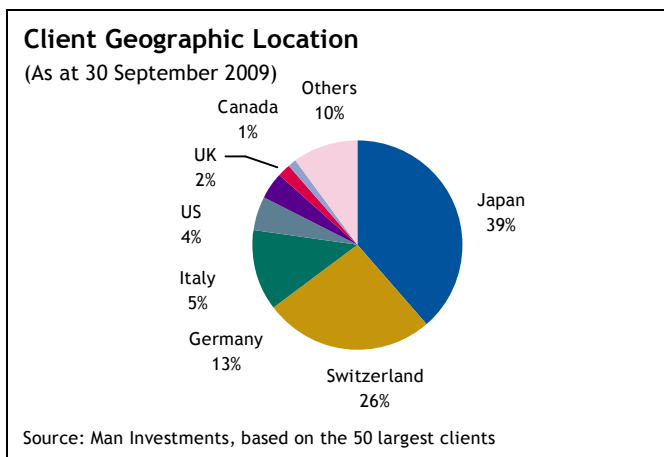 Client Geographic Location
(As at 30 September 2009)
Others
10%
Canada
1%
UK
2%
US
4%
Italy
5%
Germany
13%
Switzerland
26%
Japan
39%
Source: Man Investments, based on the 50 largest clients